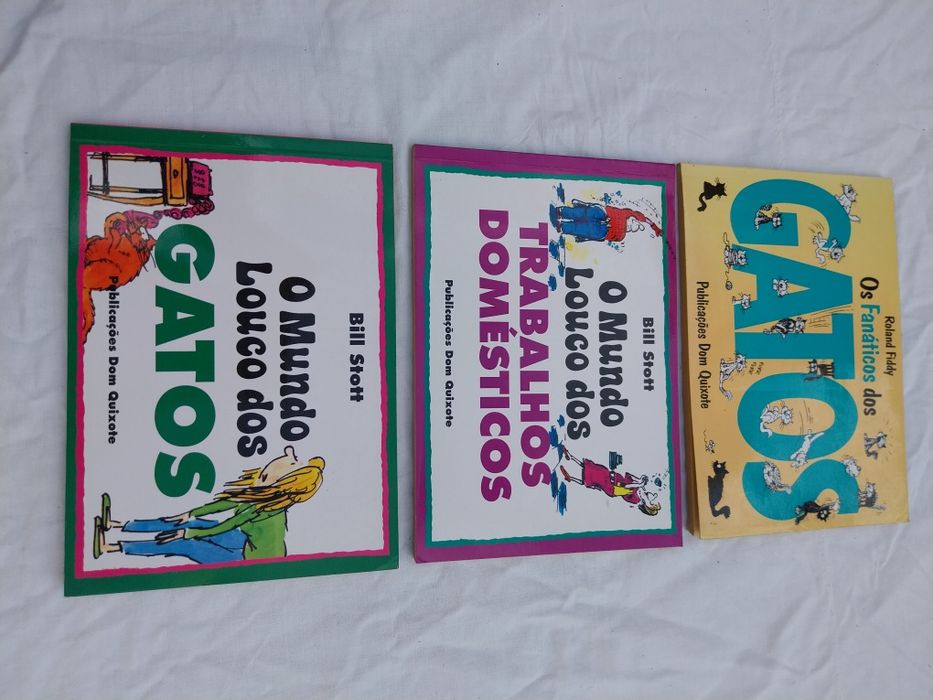 Bill Stott
O Mundo
Louco dos
GATOS
Publicações Dom Quixote
Bill Stott
O Mundo
Louco dos
TRABALHOS
DOMÉSTICOS
Publicações Dom Quixote
Roland Fiddy
Os Fanáticos dos
GATOS
Publicações Dom Quixote